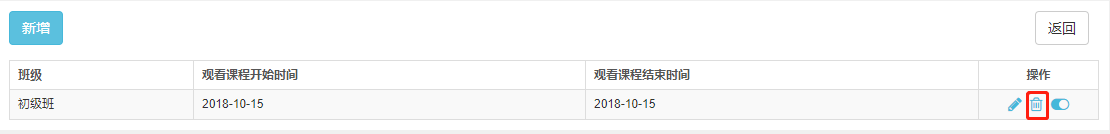 新增 返回
班级 观看课程开始时间 观看课程结束时间 操作
初级班 2018-10-15 2018-10-15